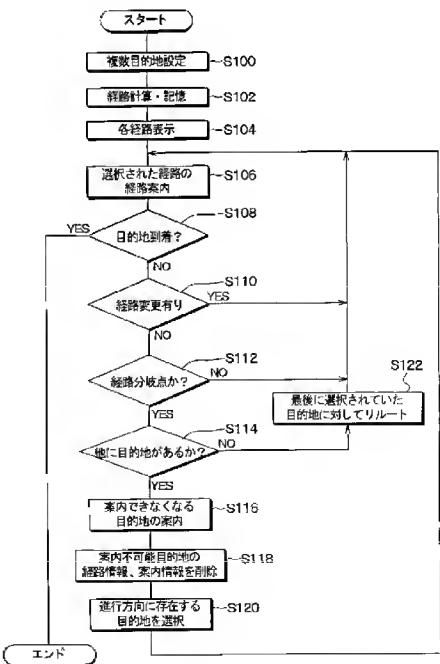 スタート
複数目的地設定
S100
経路計算・記憶
S102
各経路表示
S104
選択された経路の
経路案内
S106
S108
目的地到着?
YES
NO
S110
経路変更有り
YES
NO
S112
経路分岐点か?
NO
YES
S122
最後に選択されていた
目的地に対してリルート
S114
他に目的地があるか?
NO
YES
案内できなくなる
目的地の案内
S116
案内不可能目的地の
経路情報、案内情報を削除
S118
進行方向に存在する
目的地を選択
S120
エンド